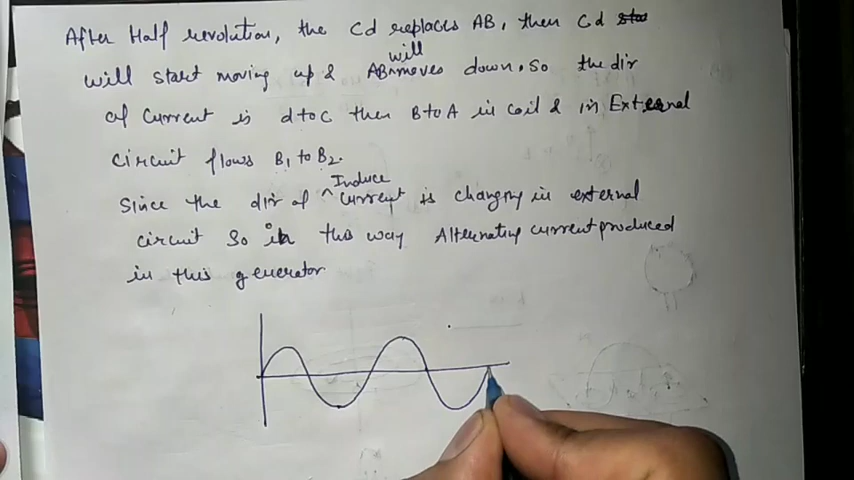 After Half revolution, the Cd replaces AB, then Cd
will start moving up & AB will moves down. So the dir
of Current is d to C then B to A in coil & in External
circuit flows B1 to B2.
Since the dir of Induce current is changing in external
circuit So in this way Alternating current produced
in this generator